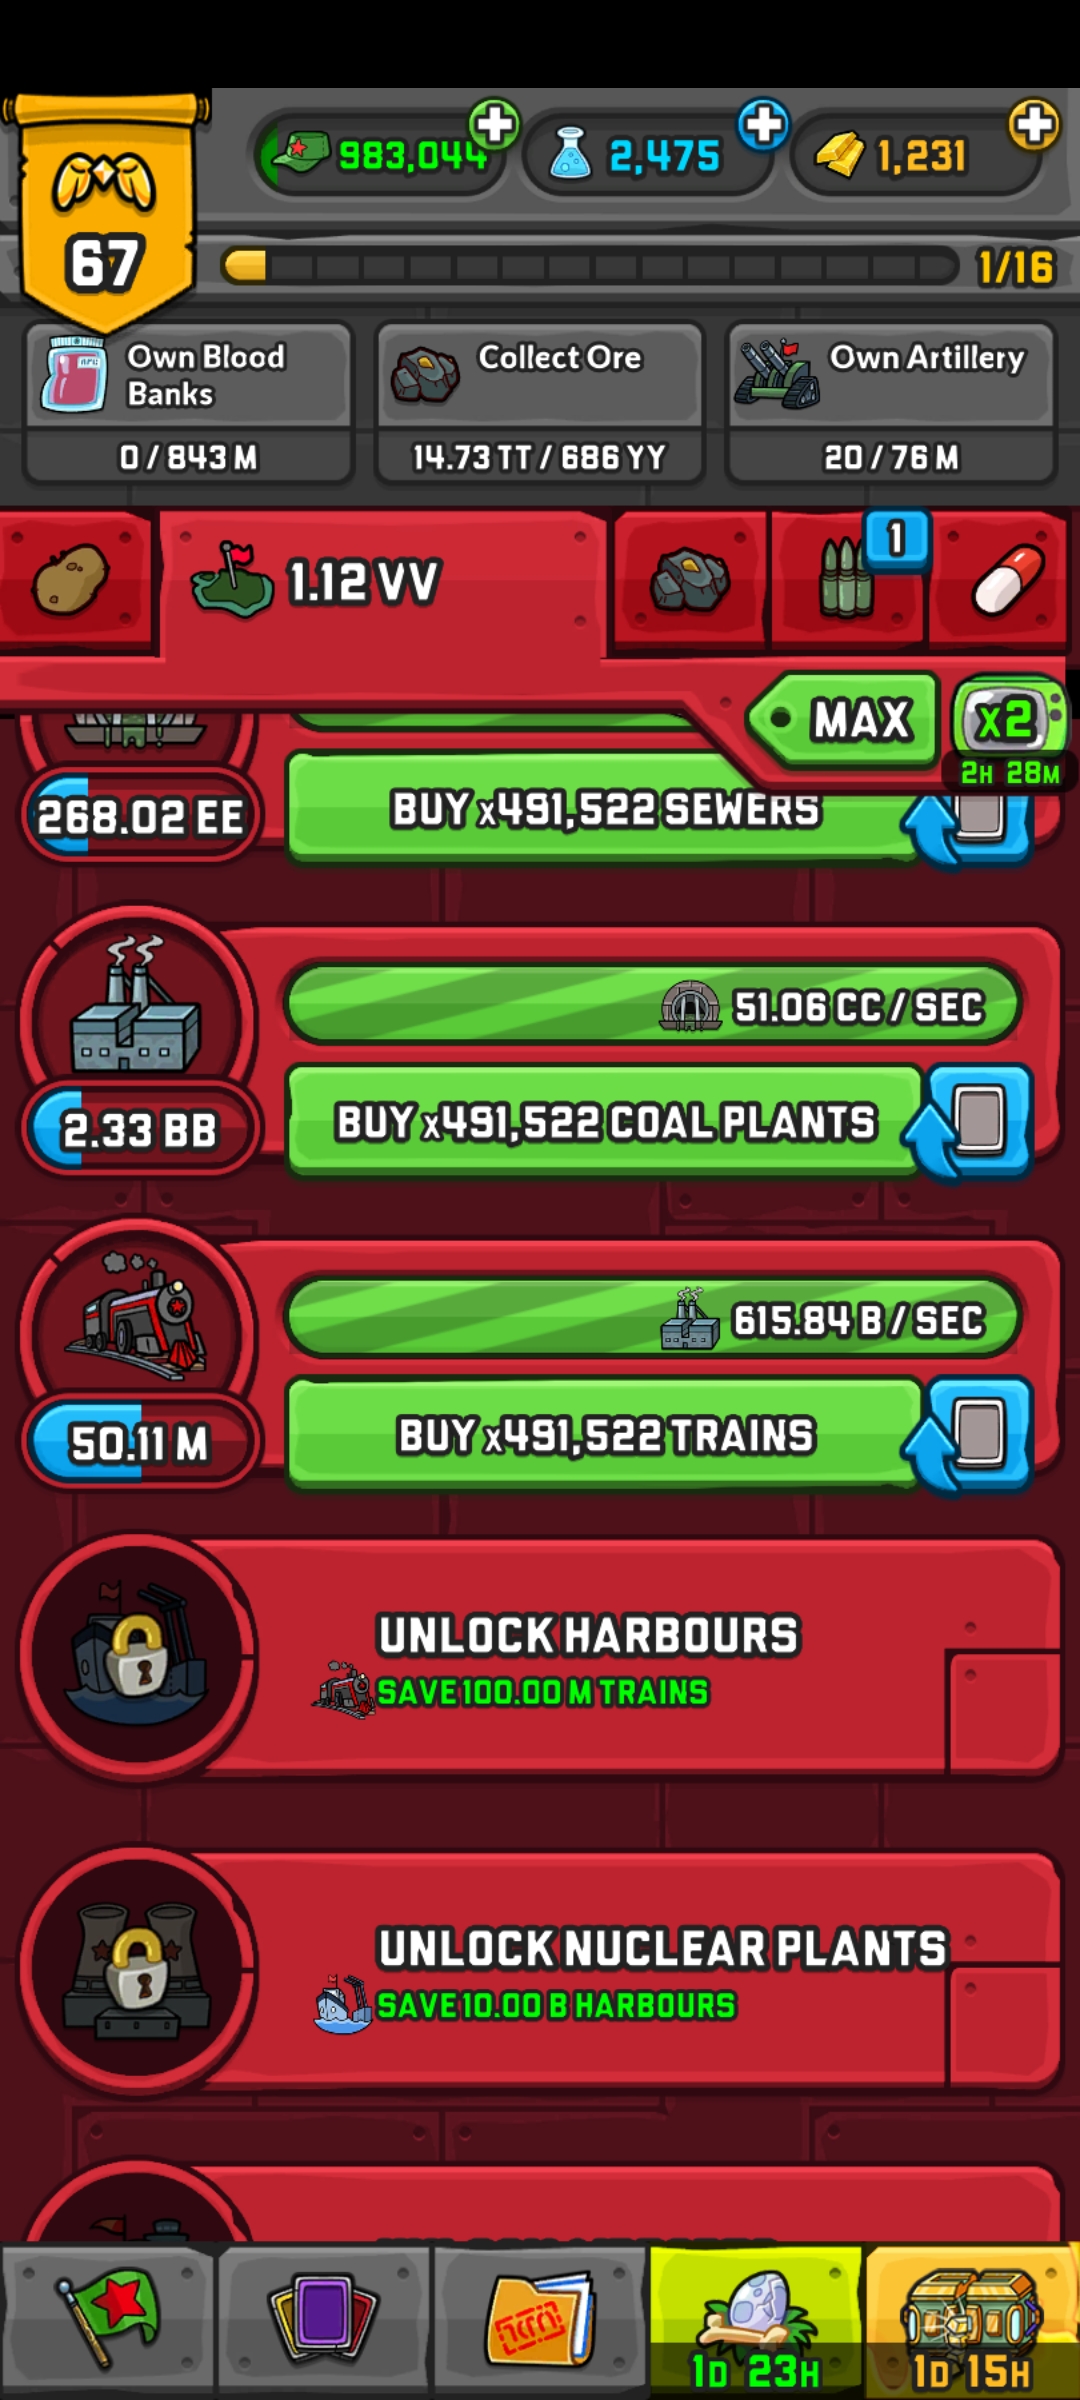 983,044
2,475
1,231
67
1/16
Own Blood
Banks
Collect Ore
Own Artillery
0 / 843 M
14.73 TT / 686 YY
20 / 76 M
1.12 VV
1
MAX
x2
2H 28M
268.02 EE
BUY x491,522 SEWERS
51.06 CC / SEC
2.33 BB
BUY x491,522 COAL PLANTS
615.84 B / SEC
50.11 M
BUY x491,522 TRAINS
UNLOCK HARBOURS
SAVE 100.00 M TRAINS
UNLOCK NUCLEAR PLANTS
SAVE 10.00 B HARBOURS
1D 23H
1D 15H